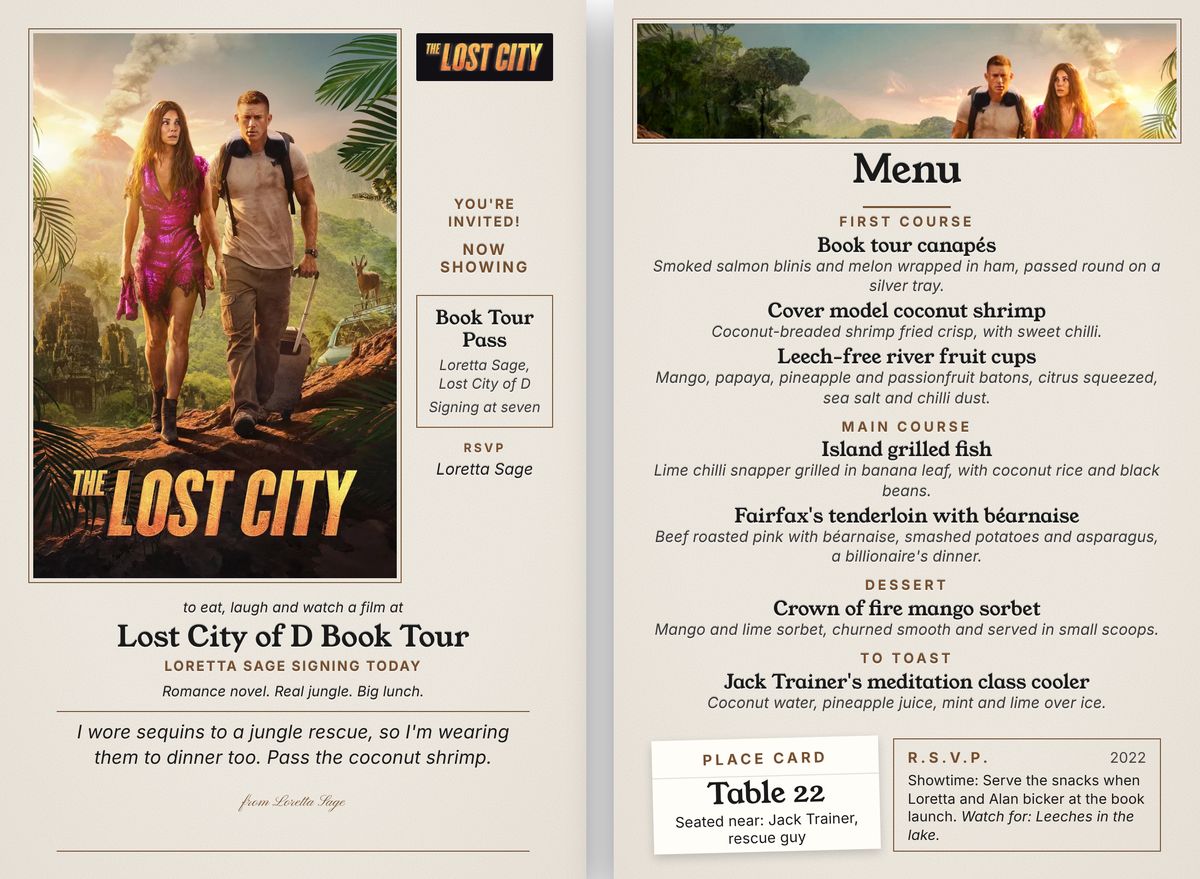 THE LOST CITY
THE LOST CITY
YOU'RE
INVITED!
NOW
SHOWING
Book Tour
Pass
Loretta Sage,
Lost City of D
Signing at seven
RSVP
Loretta Sage
to eat, laugh and watch a film at
Lost City of D Book Tour
LORETTA SAGE SIGNING TODAY
Romance novel. Real jungle. Big lunch.
I wore sequins to a jungle rescue, so I'm wearing
them to dinner too. Pass the coconut shrimp.
from Loretta Sage
Menu
FIRST COURSE
Book tour canapés
Smoked salmon blinis and melon wrapped in ham, passed round on a
silver tray.
Cover model coconut shrimp
Coconut-breaded shrimp fried crisp, with sweet chilli.
Leech-free river fruit cups
Mango, papaya, pineapple and passionfruit batons, citrus squeezed,
sea salt and chilli dust.
MAIN COURSE
Island grilled fish
Lime chilli snapper grilled in banana leaf, with coconut rice and black
beans.
Fairfax's tenderloin with béarnaise
Beef roasted pink with béarnaise, smashed potatoes and asparagus,
a billionaire's dinner.
DESSERT
Crown of fire mango sorbet
Mango and lime sorbet, churned smooth and served in small scoops.
TO TOAST
Jack Trainer's meditation class cooler
Coconut water, pineapple juice, mint and lime over ice.
PLACE CARD
Table 22
Seated near: Jack Trainer,
rescue guy
R.S.V.P. 2022
Showtime: Serve the snacks when
Loretta and Alan bicker at the book
launch. Watch for: Leeches in the
lake.